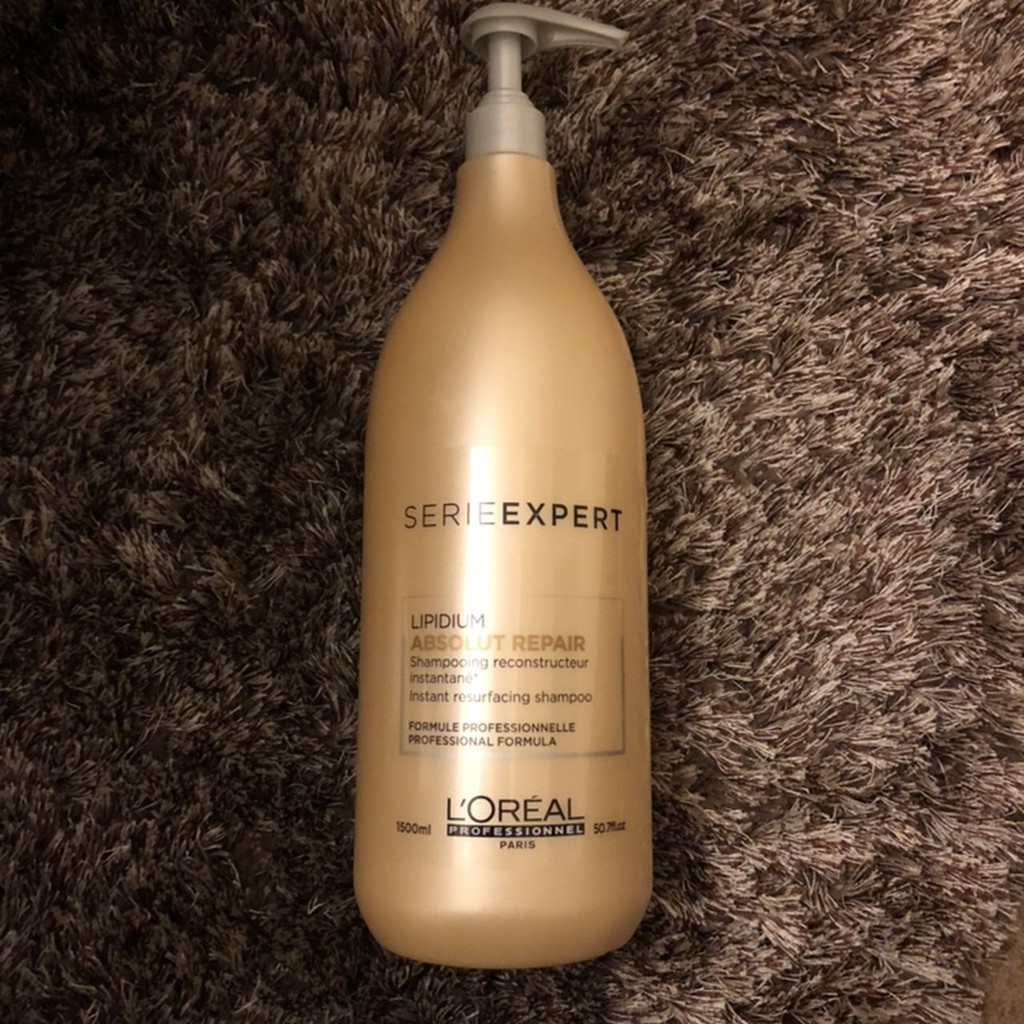 SERIEEXPERT
LIPIDIUM
ABSOLUT REPAIR
Shampooing reconstructeur
instantané*
Instant resurfacing shampoo
FORMULE PROFESSIONNELLE
PROFESSIONAL FORMULA
1500ml L'ORÉAL 50.7fl.oz
PROFESSIONNEL
PARIS